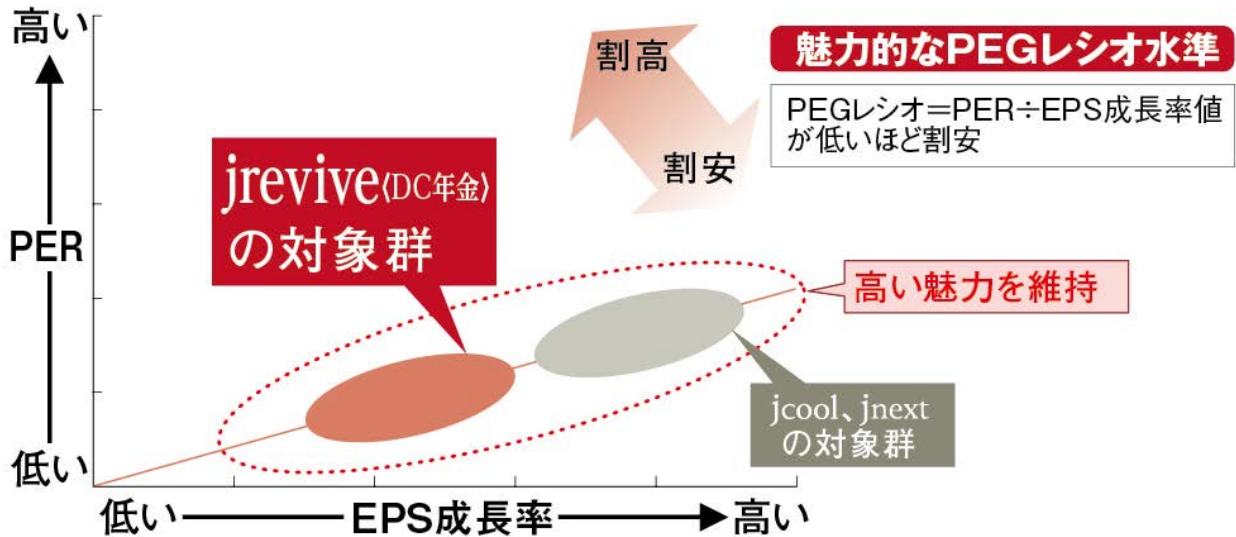 高い
PER
低い
低い
EPS成長率
高い
割高
割安
魅力的なPEGレシオ水準
PEGレシオ＝PER÷EPS成長率値
が低いほど割安
jrevive〈DC年金〉
の対象群
高い魅力を維持
jcool、jnext
の対象群